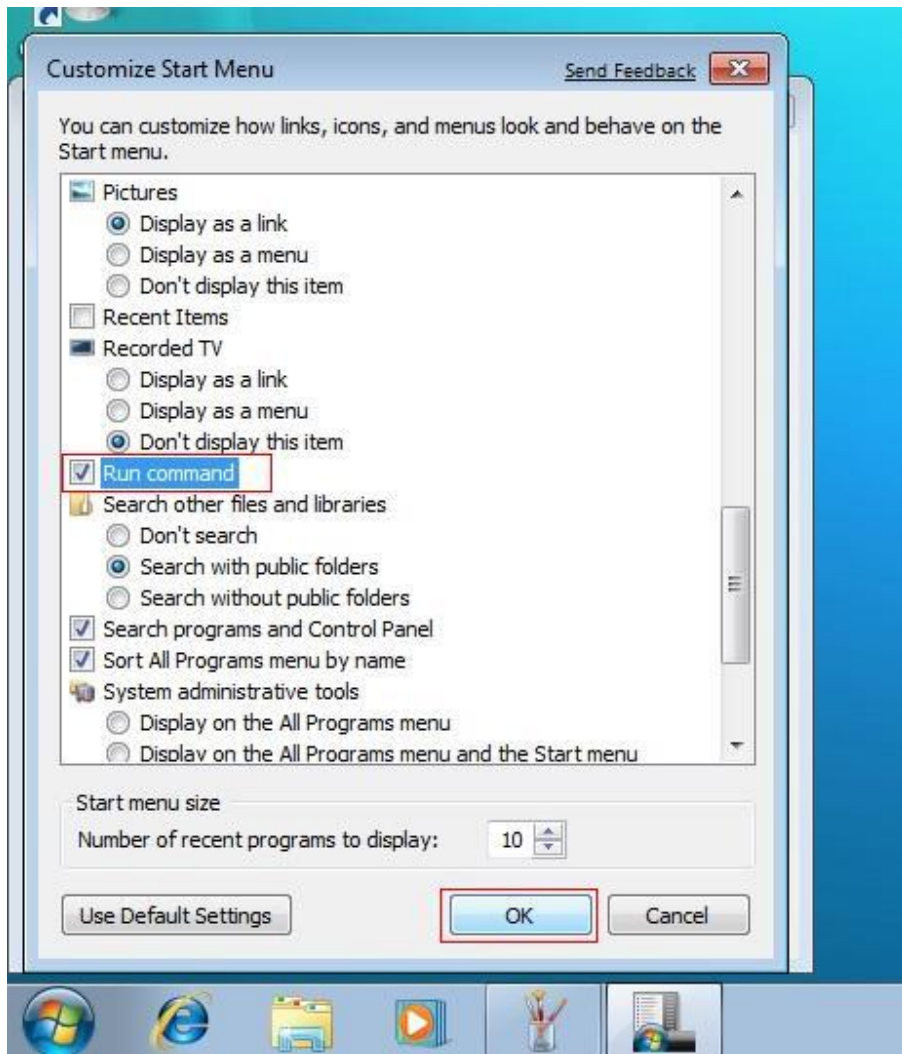 Customize Start Menu
Send Feedback
You can customize how links, icons, and menus look and behave on the
Start menu.
Pictures
Display as a link
Display as a menu
Don't display this item
Recent Items
Recorded TV
Display as a link
Display as a menu
Don't display this item
Run command
Search other files and libraries
Don't search
Search with public folders
Search without public folders
Search programs and Control Panel
Sort All Programs menu by name
System administrative tools
Display on the All Programs menu
Display on the All Programs menu and the Start menu
Start menu size
Number of recent programs to display:
10
Use Default Settings
OK
Cancel